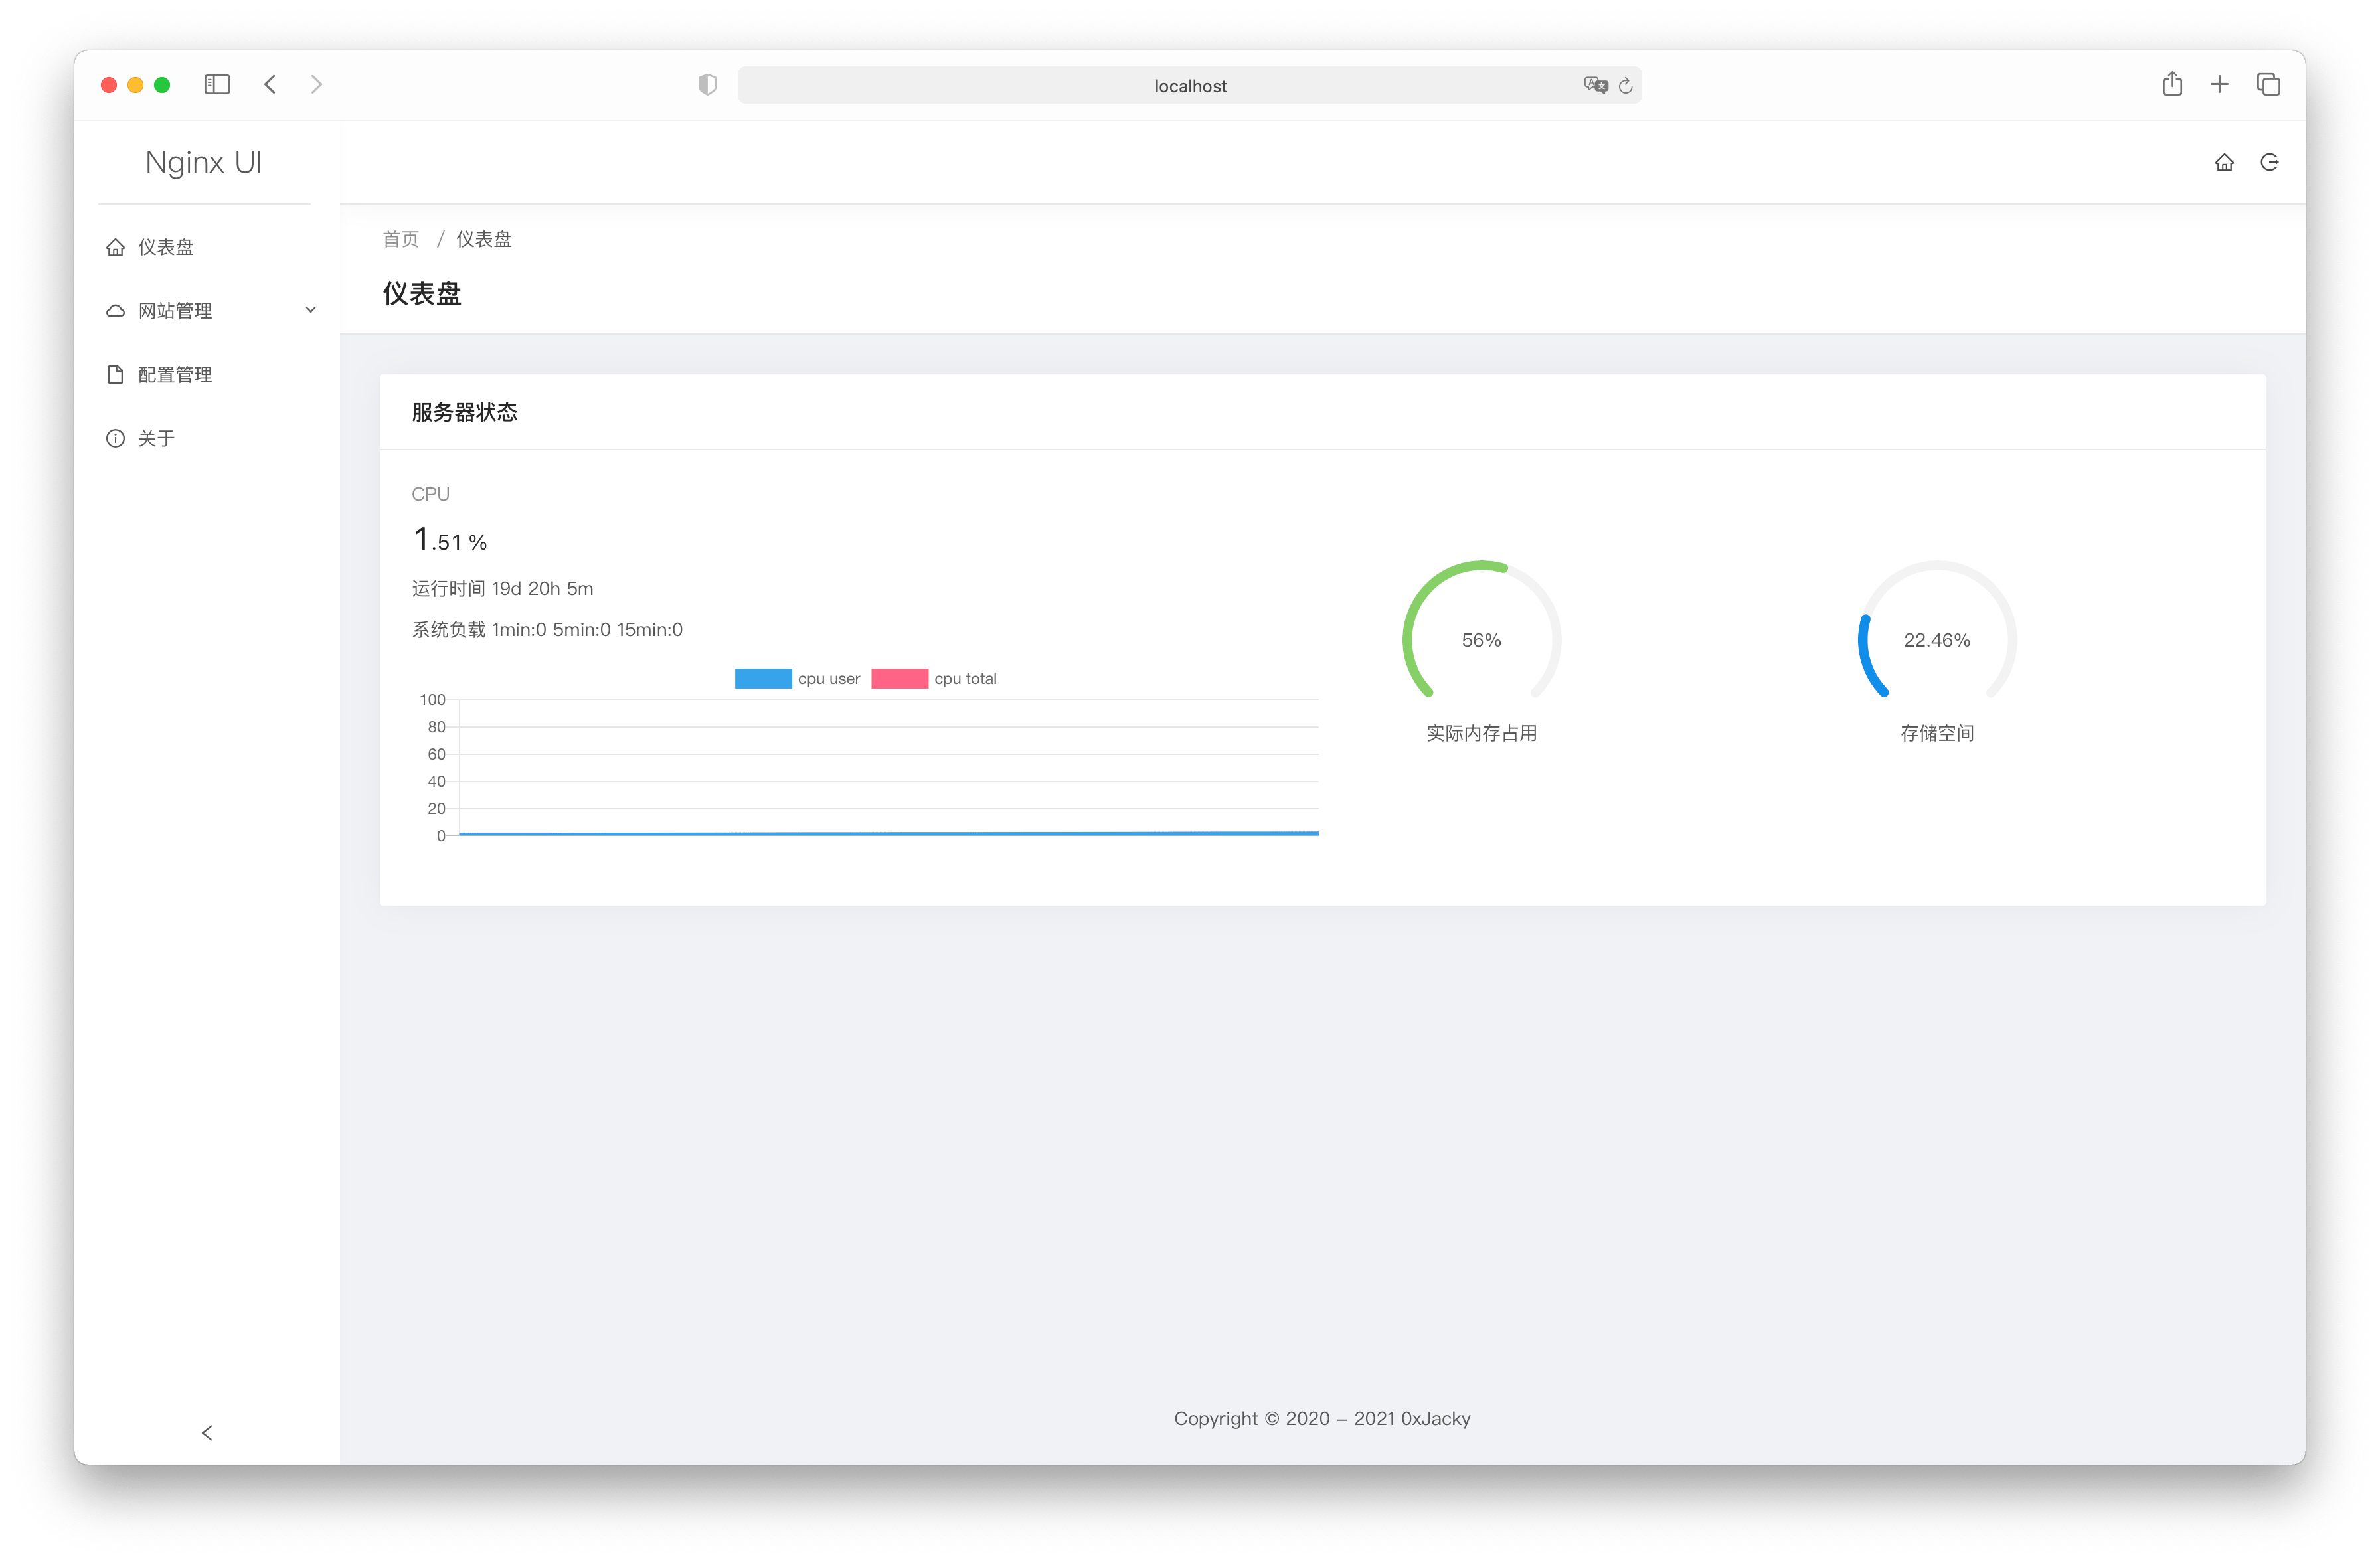 localhost
Nginx UI
仪表盘
网站管理
配置管理
关于
首页 / 仪表盘
仪表盘
服务器状态
CPU
1.51 %
运行时间 19d 20h 5m
系统负载 1min:0 5min:0 15min:0
cpu user cpu total
100
80
60
40
20
0
56%
实际内存占用
22.46%
存储空间
Copyright © 2020 – 2021 0xJacky